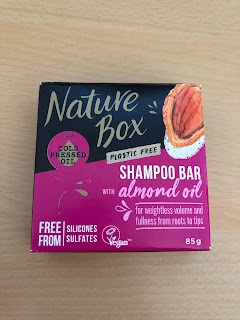 Nature
Box
COLD
PRESSED
OIL
PLASTIC FREE
SHAMPOO BAR
WITH almond oil
for weightless volume and
fullness from roots to tips
FREE
FROM
SILICONES
SULFATES
Vegan
85g